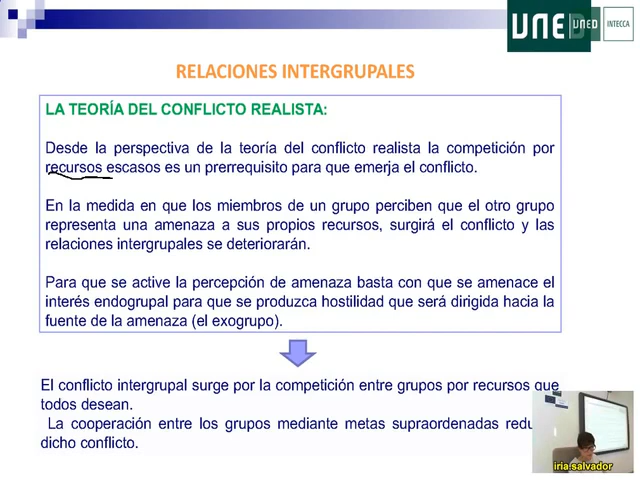 UNED
UNED
INTECCA
RELACIONES INTERGRUPALES
LA TEORÍA DEL CONFLICTO REALISTA:
Desde la perspectiva de la teoría del conflicto realista la competición por
recursos escasos es un prerrequisito para que emerja el conflicto.
En la medida en que los miembros de un grupo perciben que el otro grupo
representa una amenaza a sus propios recursos, surgirá el conflicto y las
relaciones intergrupales se deteriorarán.
Para que se active la percepción de amenaza basta con que se amenace el
interés endogrupal para que se produzca hostilidad que será dirigida hacia la
fuente de la amenaza (el exogrupo).
El conflicto intergrupal surge por la competición entre grupos por recursos que
todos desean.
La cooperación entre los grupos mediante metas supraordenadas
dicho conflicto.
iria.salvador